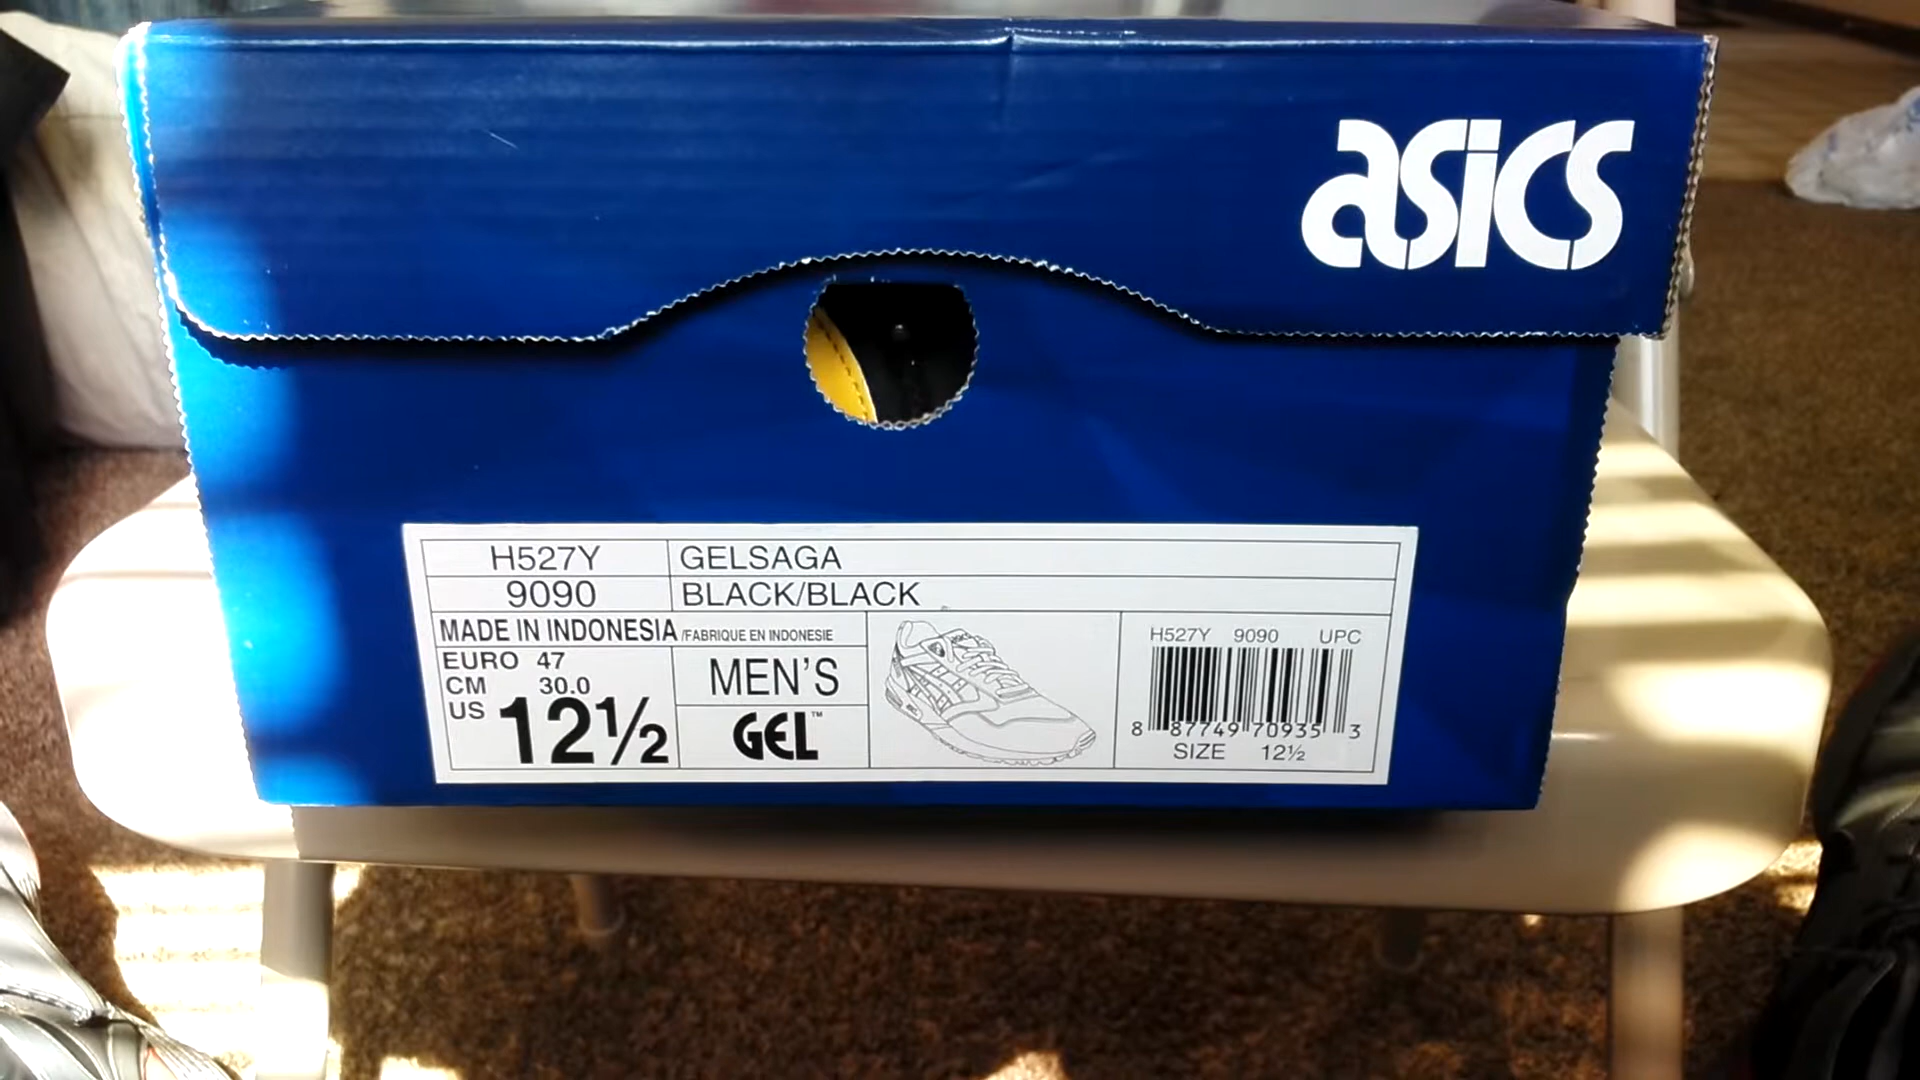 asics
H527Y GELSAGA
9090 BLACK/BLACK
MADE IN INDONESIA /FABRIQUE EN INDONESIE
EURO 47
CM 30.0
US 12½
MEN'S
GEL™
H527Y 9090 UPC
8 87749 70935 3
SIZE 12½